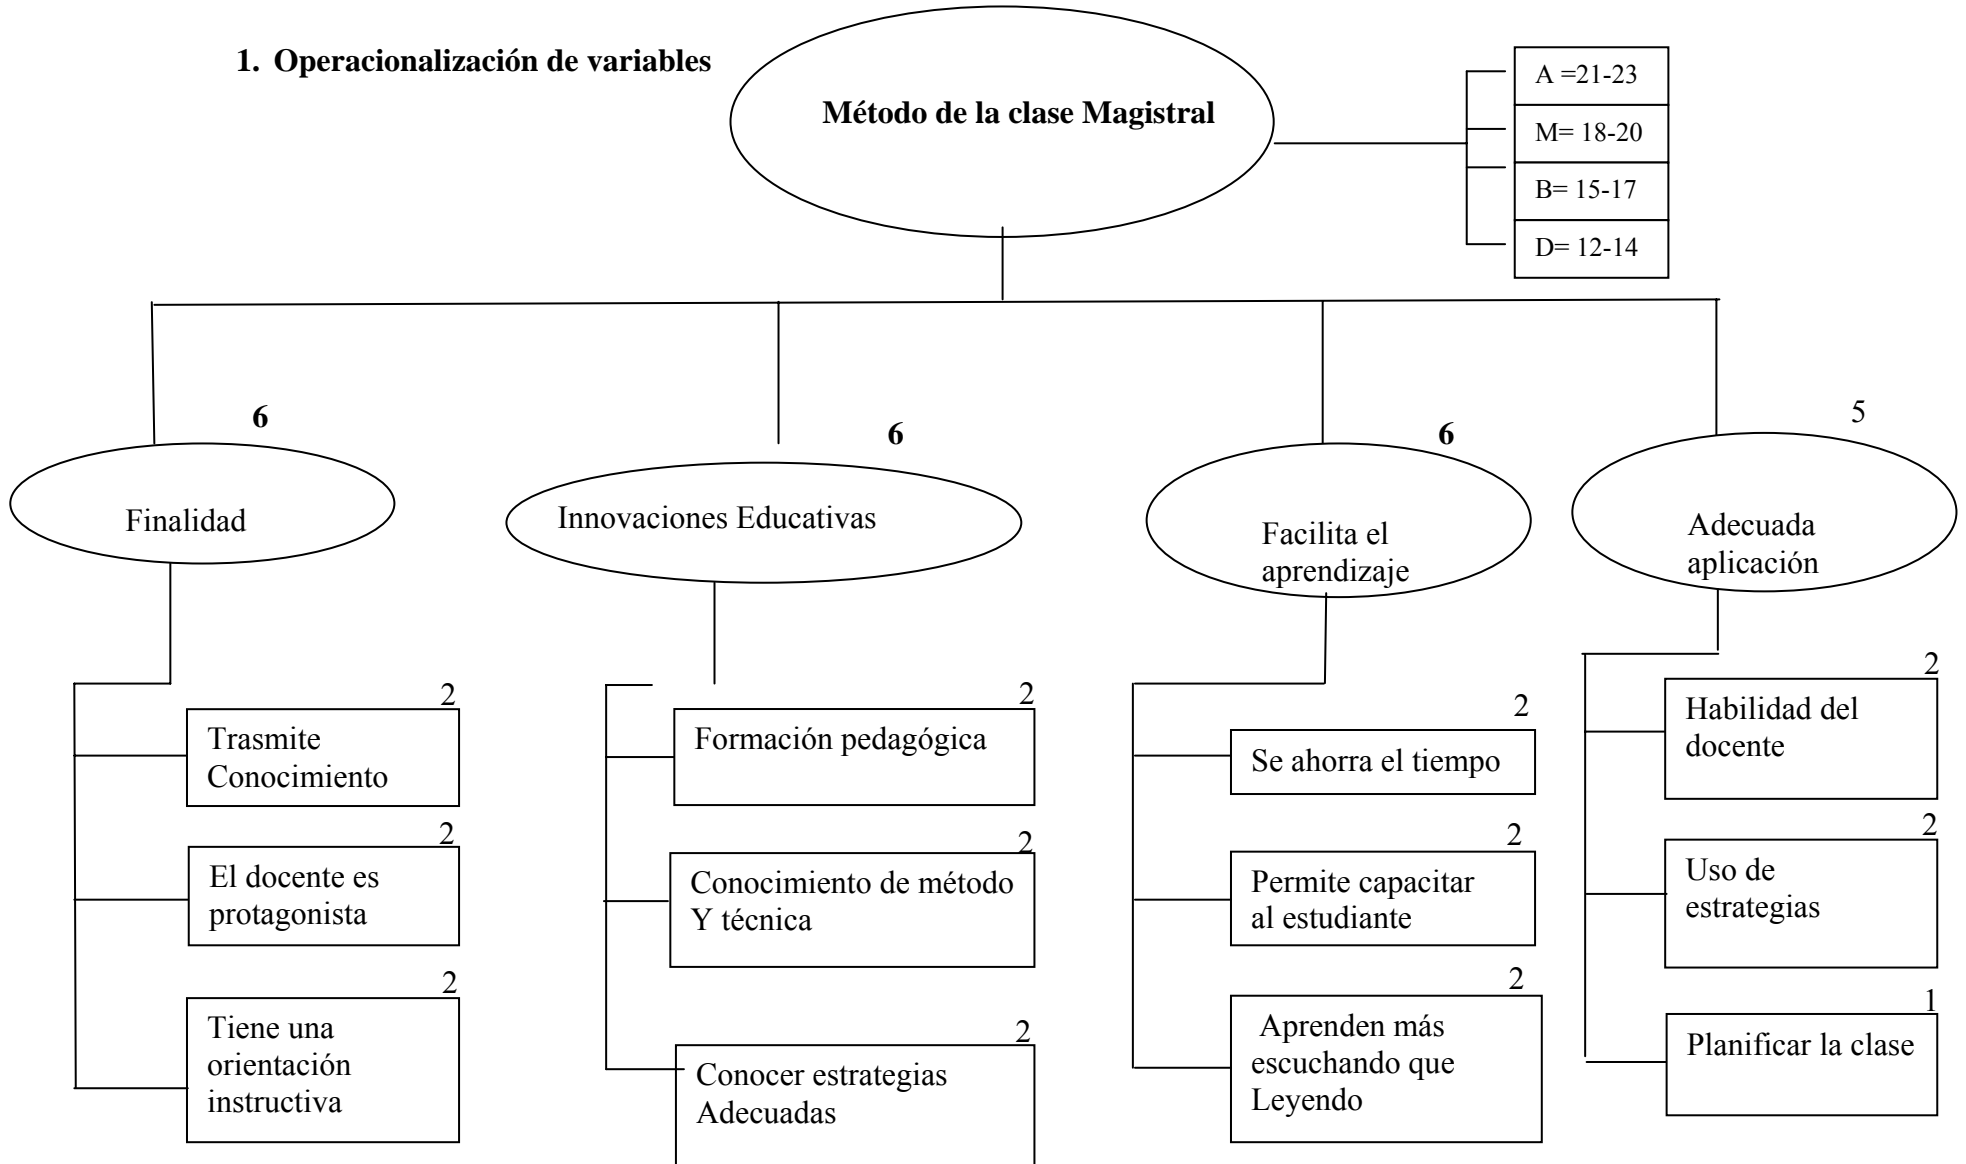 1. Operacionalización de variables
Método de la clase Magistral
A =21-23
M= 18-20
B= 15-17
D= 12-14
6
Finalidad
2
Trasmite
Conocimiento
2
El docente es
protagonista
2
Tiene una
orientación
instructiva
6
Innovaciones Educativas
2
Formación pedagógica
2
Conocimiento de método
Y técnica
2
Conocer estrategias
Adecuadas
6
Facilita el
aprendizaje
2
Se ahorra el tiempo
2
Permite capacitar
al estudiante
2
Aprenden más
escuchando que
Leyendo
5
Adecuada
aplicación
2
Habilidad del
docente
2
Uso de
estrategias
1
Planificar la clase